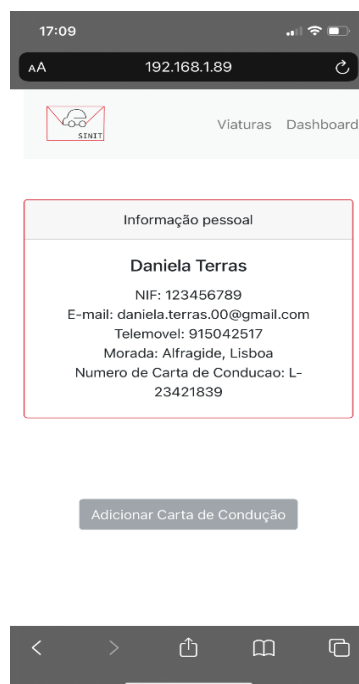 17:09
AA 192.168.1.89
SINIT
Viaturas Dashboard
Informação pessoal
Daniela Terras
NIF: 123456789
E-mail: daniela.terras.00@gmail.com
Telemovel: 915042517
Morada: Alfragide, Lisboa
Numero de Carta de Conducao: L-
23421839
Adicionar Carta de Condução